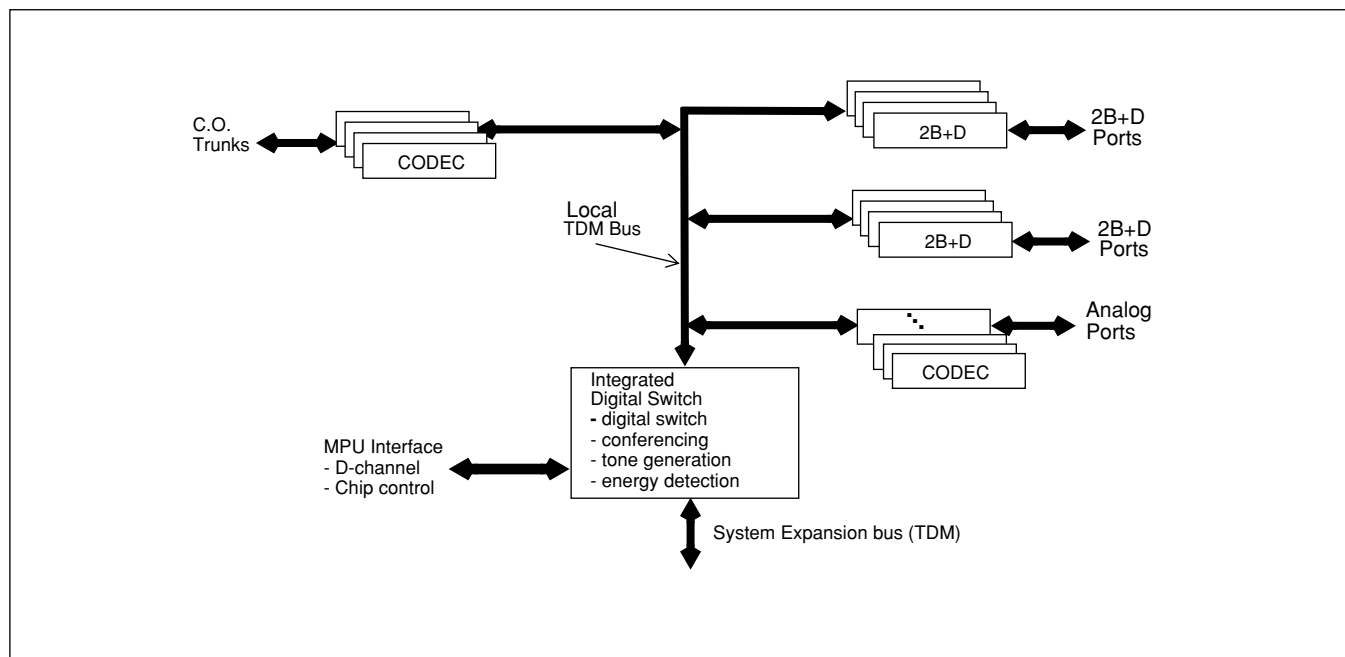 C.O.
Trunks
CODEC
2B+D
2B+D
Ports
Local
TDM Bus
2B+D
2B+D
Ports
CODEC
Analog
Ports
Integrated
Digital Switch
- digital switch
- conferencing
- tone generation
- energy detection
MPU Interface
- D-channel
- Chip control
System Expansion bus (TDM)